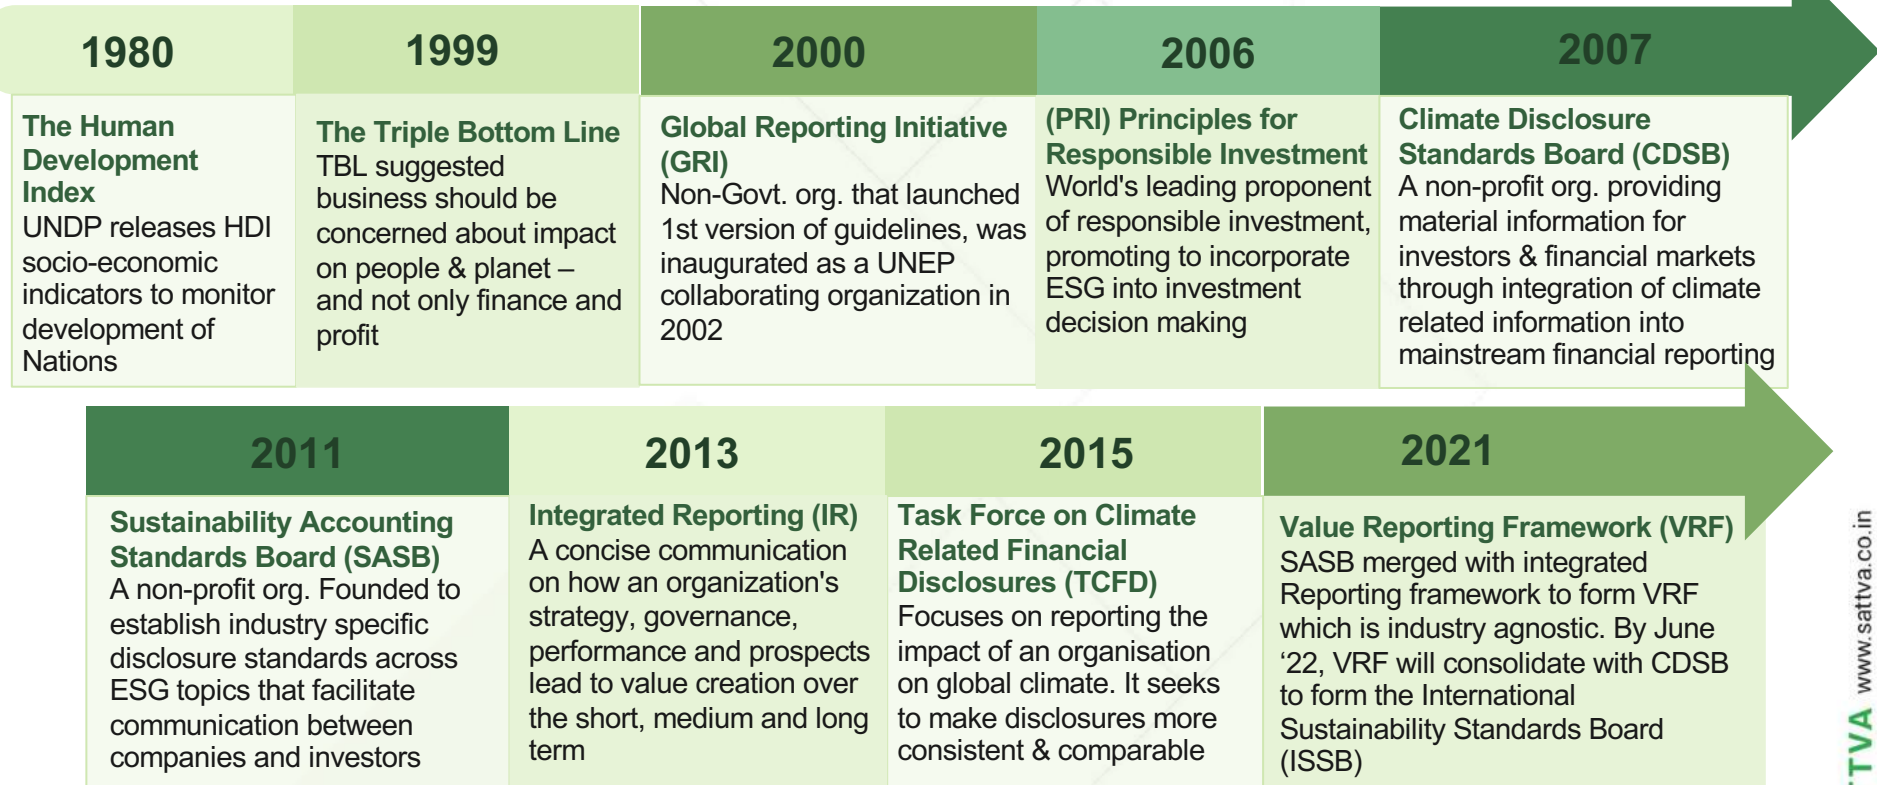 1980
The Human
Development
Index
UNDP releases HDI
socio-economic
indicators to monitor
development of
Nations
1999
The Triple Bottom Line
TBL suggested
business should be
concerned about impact
on people & planet –
and not only finance and
profit
2000
Global Reporting Initiative
(GRI)
Non-Govt. org. that launched
1st version of guidelines, was
inaugurated as a UNEP
collaborating organization in
2002
2006
(PRI) Principles for
Responsible Investment
World's leading proponent
of responsible investment,
promoting to incorporate
ESG into investment
decision making
2007
Climate Disclosure
Standards Board (CDSB)
A non-profit org. providing
material information for
investors & financial markets
through integration of climate
related information into
mainstream financial reporting
2011
Sustainability Accounting
Standards Board (SASB)
A non-profit org. Founded to
establish industry specific
disclosure standards across
ESG topics that facilitate
communication between
companies and investors
2013
Integrated Reporting (IR)
A concise communication
on how an organization's
strategy, governance,
performance and prospects
lead to value creation over
the short, medium and long
term
2015
Task Force on Climate
Related Financial
Disclosures (TCFD)
Focuses on reporting the
impact of an organisation
on global climate. It seeks
to make disclosures more
consistent & comparable
2021
Value Reporting Framework (VRF)
SASB merged with integrated
Reporting framework to form VRF
which is industry agnostic. By June
‘22, VRF will consolidate with CDSB
to form the International
Sustainability Standards Board
(ISSB)
TTVA www.sattva.co.in